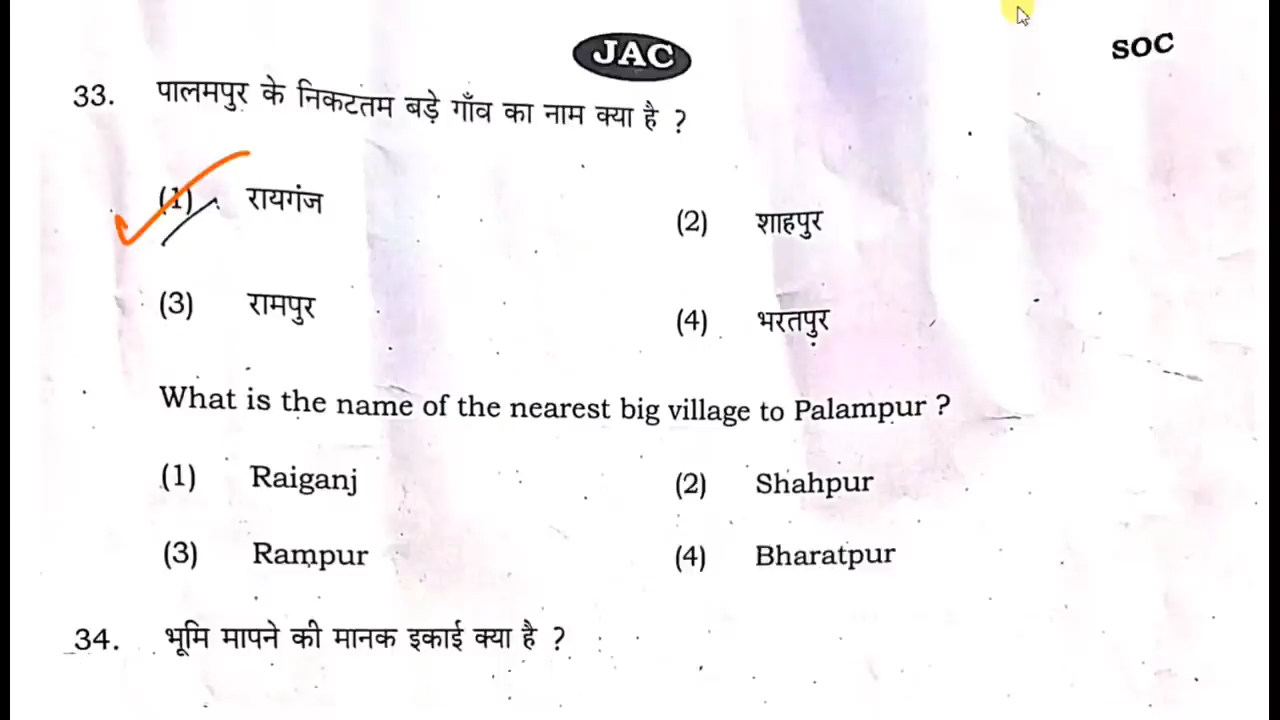 JAC
SOC
33. पालमपुर के निकटतम बड़े गाँव का नाम क्या है ?
(1) रायगंज
(2) शाहपुर
(3) रामपुर
(4) भरतपुर
What is the name of the nearest big village to Palampur ?
(1) Raiganj
(2) Shahpur
(3) Rampur
(4) Bharatpur
34. भूमि मापने की मानक इकाई क्या है ?